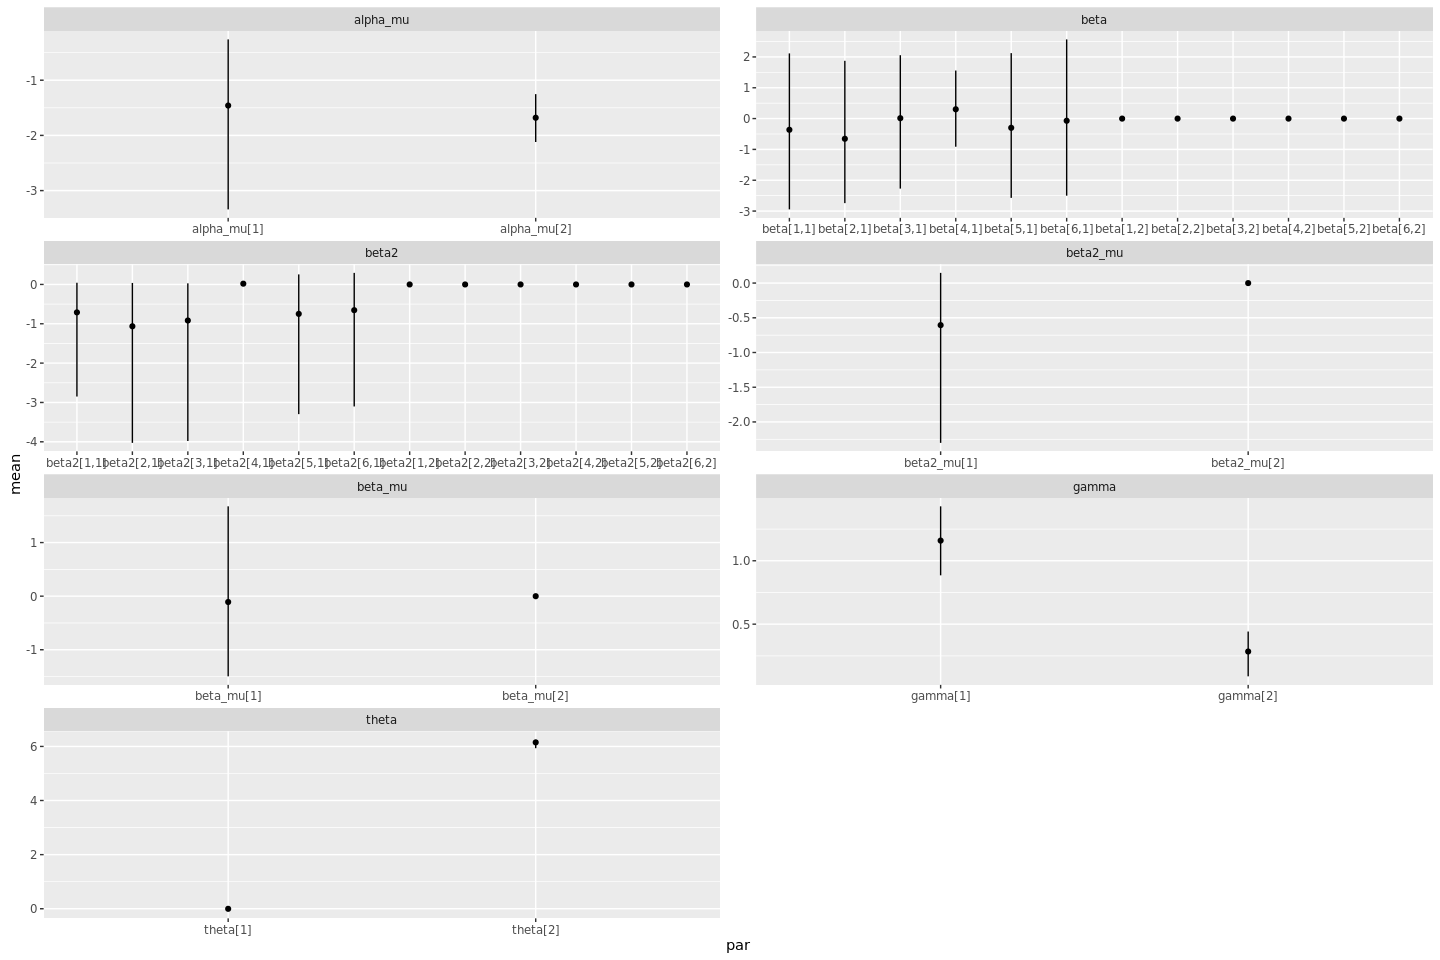 alpha_mu
-1
-2
-3
alpha_mu[1] alpha_mu[2]
beta
2
1
0
-1
-2
-3
beta[1,1] beta[2,1] beta[3,1] beta[4,1] beta[5,1] beta[6,1] beta[1,2] beta[2,2] beta[3,2] beta[4,2] beta[5,2] beta[6,2]
beta2
0
-1
-2
-3
-4
beta2[1,1] beta2[2,1] beta2[3,1] beta2[4,1] beta2[5,1] beta2[6,1] beta2[1,2] beta2[2,2] beta2[3,2] beta2[4,2] beta2[5,2] beta2[6,2]
beta2_mu
0.0
-0.5
-1.0
-1.5
-2.0
beta2_mu[1] beta2_mu[2]
mean
beta_mu
1
0
-1
beta_mu[1] beta_mu[2]
gamma
1.0
0.5
gamma[1] gamma[2]
theta
6
4
2
0
theta[1] theta[2]
par